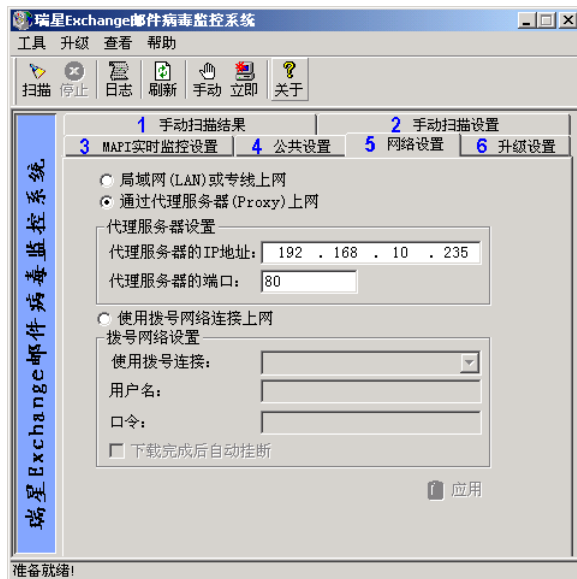 瑞星Exchange邮件病毒监控系统
工具 升级 查看 帮助
扫描 停止 日志 刷新 手动 立即 关于
1 手动扫描结果 2 手动扫描设置
3 MAPI实时监控设置 4 公共设置 5 网络设置 6 升级设置
瑞星Exchange邮件病毒监控系统
局域网(LAN)或专线上网
通过代理服务器(Proxy)上网
代理服务器设置
代理服务器的IP地址: 192 . 168 . 10 . 235
代理服务器的端口: 80
使用拨号网络连接上网
拨号网络设置
使用拨号连接:
用户名:
口令:
下载完成后自动挂断
应用
准备就绪!